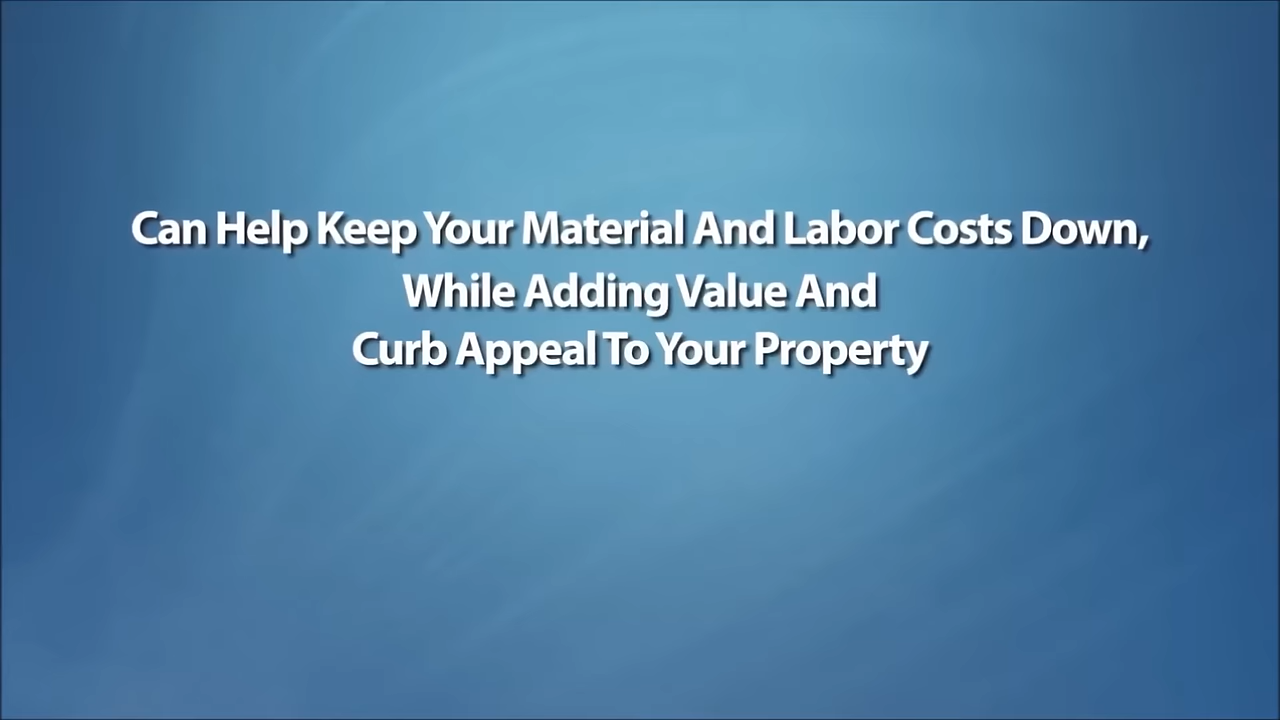 Can Help Keep Your Material And Labor Costs Down,
While Adding Value And
Curb Appeal To Your Property